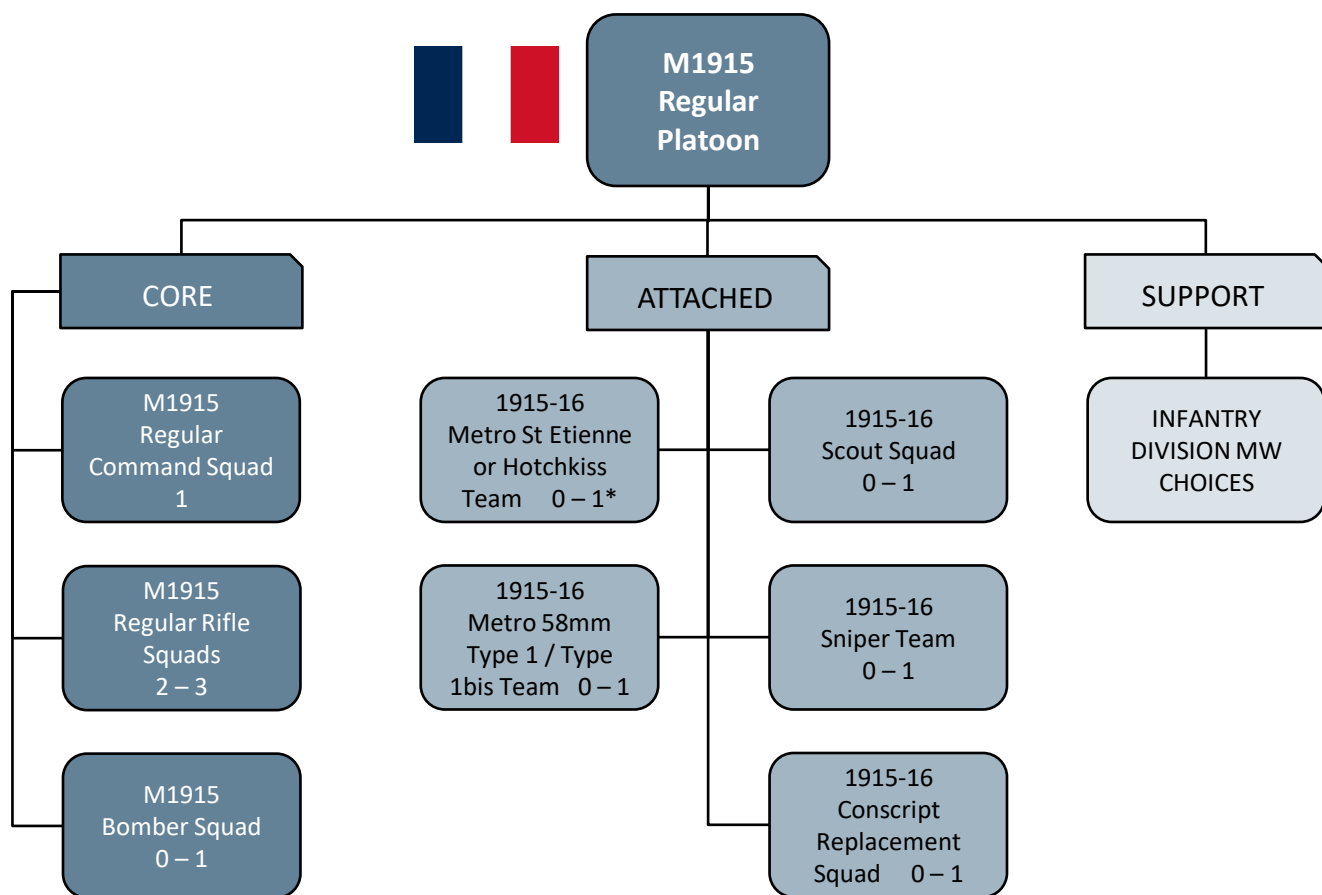 M1915
Regular
Platoon
CORE
ATTACHED
SUPPORT
M1915
Regular
Command Squad
1
M1915
Regular Rifle
Squads
2 – 3
M1915
Bomber Squad
0 – 1
1915-16
Metro St Etienne
or Hotchkiss
Team 0 – 1*
1915-16
Metro 58mm
Type 1 / Type
1bis Team 0 – 1
1915-16
Scout Squad
0 – 1
1915-16
Sniper Team
0 – 1
1915-16
Conscript
Replacement
Squad 0 – 1
INFANTRY
DIVISION MW
CHOICES